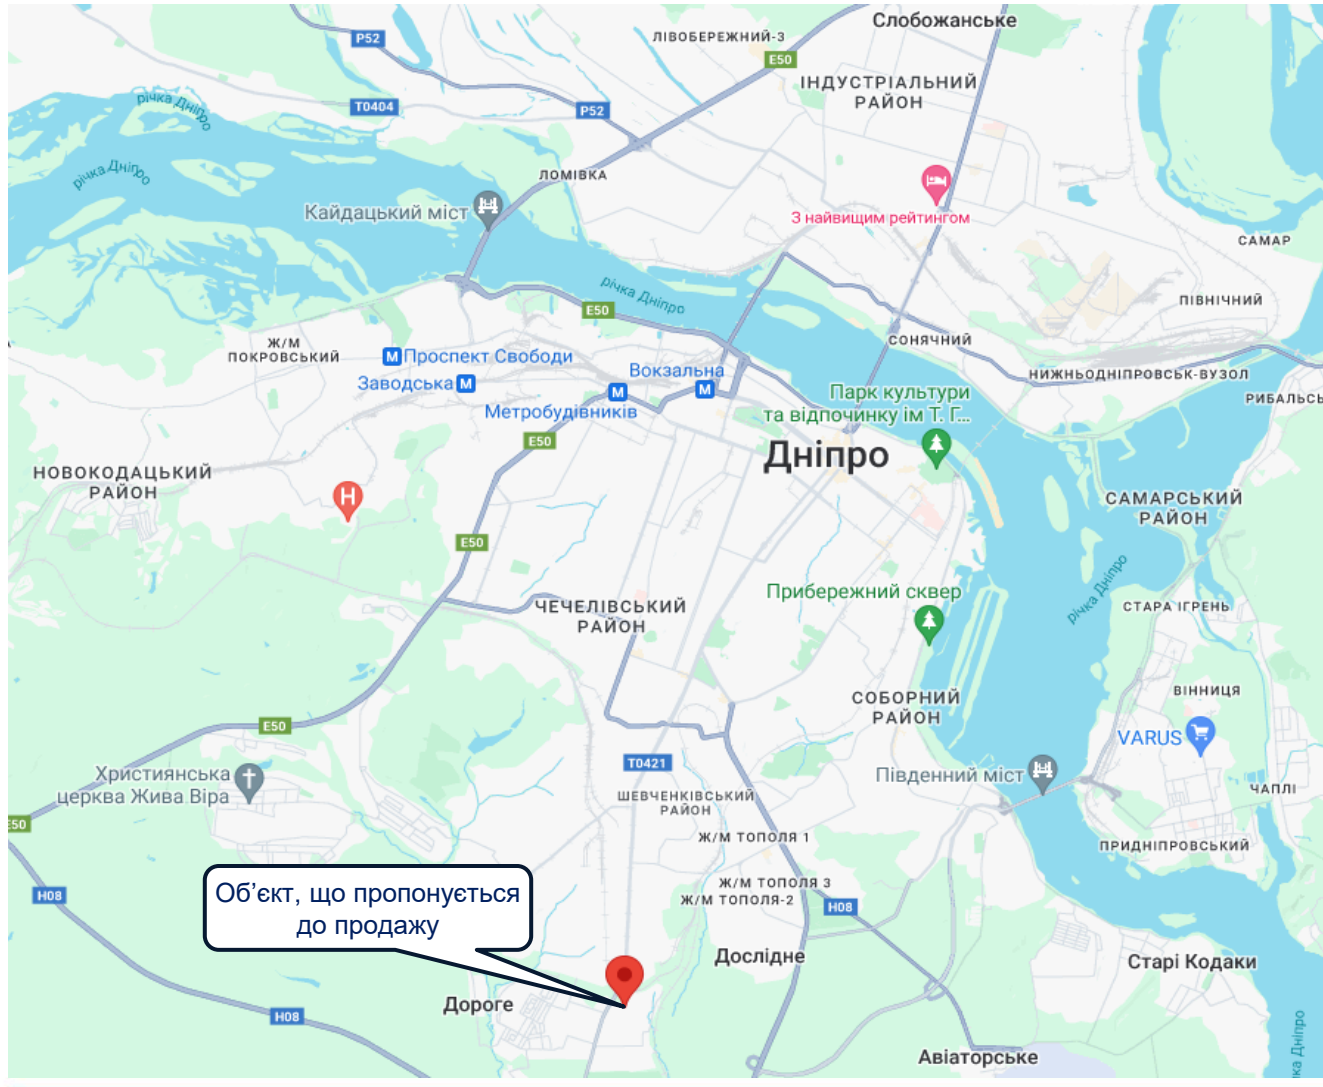 Слобожанське
P52
ЛІВОБЕРЕЖНИЙ-3
E50
ІНДУСТРІАЛЬНИЙ
РАЙОН
річка Дніпро
T0404
P52
річка Дніпро
ЛОМІВКА
Кайдацький міст
З найвищим рейтингом
САМАР
річка Дніпро
E50
ПІВНІЧНИЙ
Ж/М
ПОКРОВСЬКИЙ
СОНЯЧНИЙ
Проспект Свободи
Заводська
Вокзальна
НИЖНЬОДНІПРОВСЬК-ВУЗОЛ
Метробудівників
Парк культури
та відпочинку ім Т. Г...
РИБАЛЬСЬ
E50
Дніпро
НОВОКОДАЦЬКИЙ
РАЙОН
H
САМАРСЬКИЙ
РАЙОН
E50
річка Дніпро
Прибережний сквер
ЧЕЧЕЛІВСЬКИЙ
РАЙОН
СТАРА ІГРЕНЬ
СОБОРНИЙ
РАЙОН
ВІННИЦЯ
E50
VARUS
T0421
Християнська
церква Жива Віра
Південний міст
ШЕВЧЕНКІВСЬКИЙ
РАЙОН
ЧАПЛІ
E50
Ж/М ТОПОЛЯ 1
ПРИДНІПРОВСЬКИЙ
H08
Об’єкт, що пропонується
до продажу
Ж/М ТОПОЛЯ 3
Ж/М ТОПОЛЯ-2
H08
Дослідне
Старі Кодаки
Дороге
H08
Авіаторське
ка Дніпро